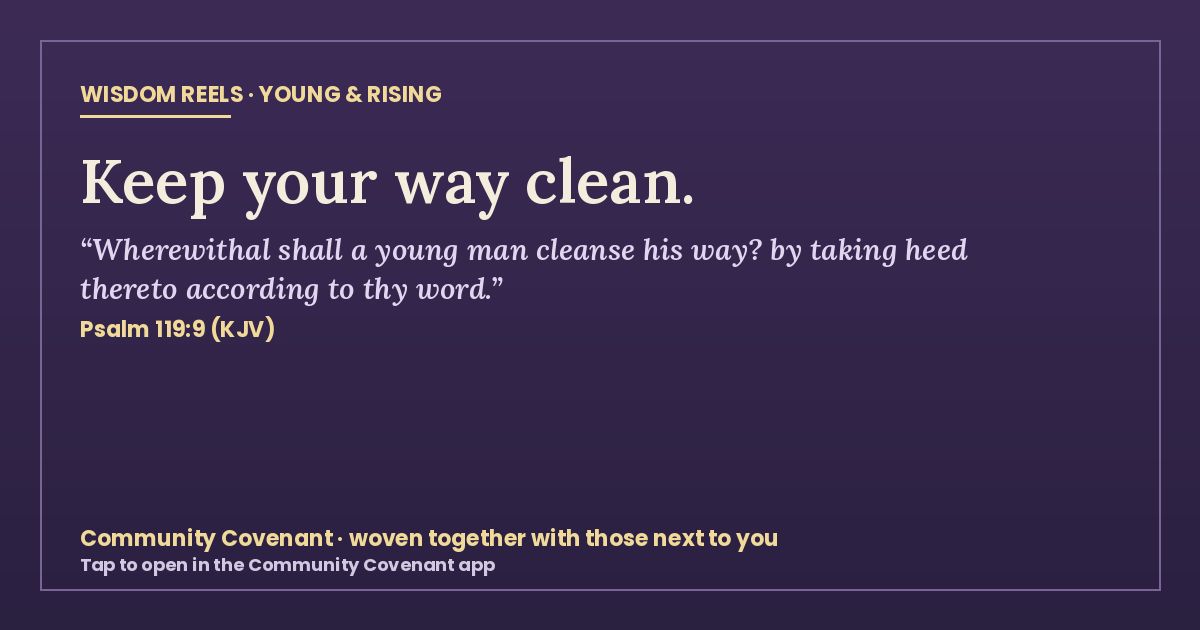 WISDOM REELS · YOUNG & RISING
Keep your way clean.
“Wherewithal shall a young man cleanse his way? by taking heed
thereto according to thy word.”
Psalm 119:9 (KJV)
Community Covenant · woven together with those next to you
Tap to open in the Community Covenant app